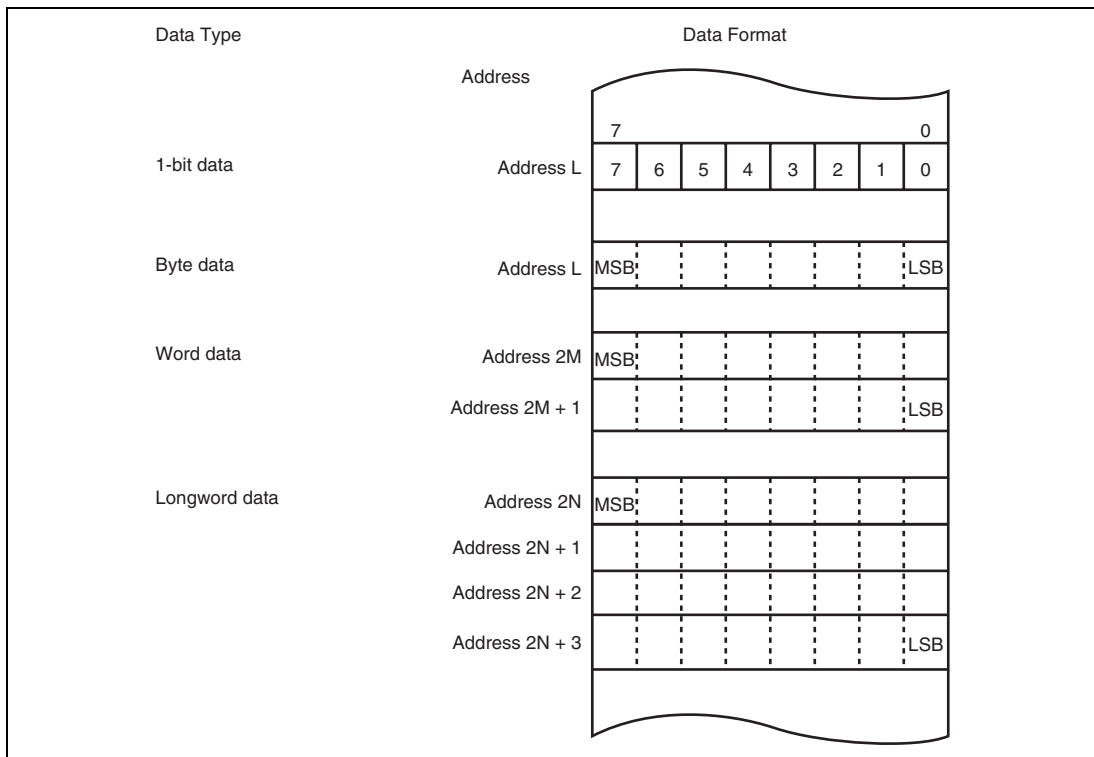 Data Type Data Format
Address
7 0
1-bit data Address L 7 6 5 4 3 2 1 0
Byte data Address L MSB LSB
Word data Address 2M MSB
Address 2M + 1 LSB
Longword data Address 2N MSB
Address 2N + 1
Address 2N + 2
Address 2N + 3 LSB